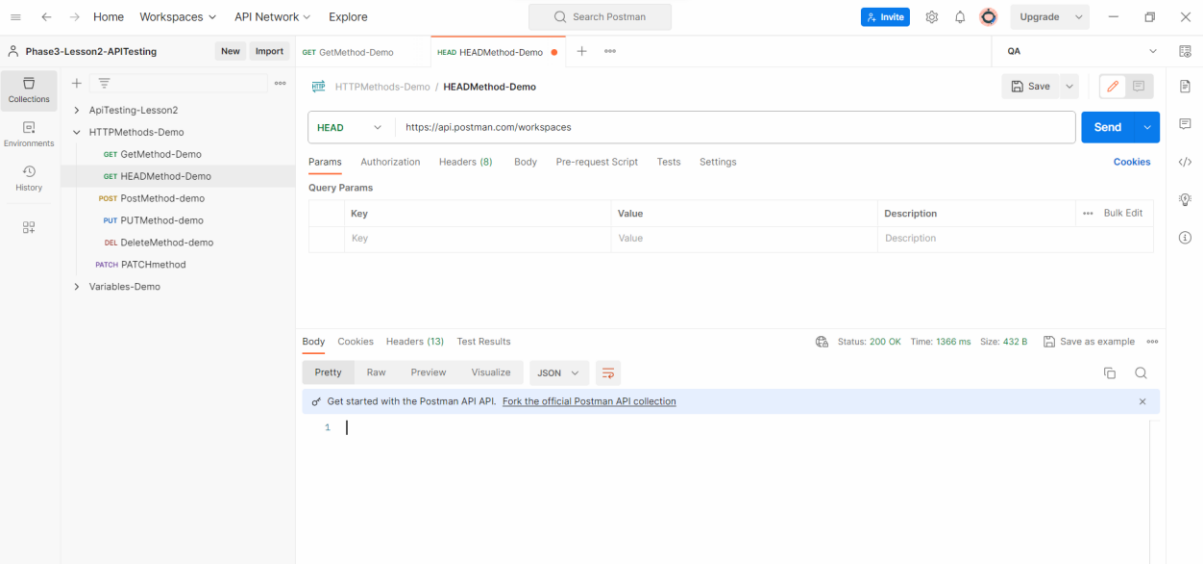 Home Workspaces API Network Explore Search Postman Invite Upgrade
Phase3-Lesson2-APITesting New Import GET GetMethod-Demo HEAD HEADMethod-Demo QA
Collections
Environments
History
ApiTesting-Lesson2
HTTPMethods-Demo
GET GetMethod-Demo
GET HEADMethod-Demo
POST PostMethod-demo
PUT PUTMethod-demo
DEL DeleteMethod-demo
PATCH PATCHmethod
Variables-Demo
HTTP HTTPMethods-Demo / HEADMethod-Demo Save
HEAD https://api.postman.com/workspaces Send
Params Authorization Headers (8) Body Pre-request Script Tests Settings Cookies
Query Params
Key Value Description Bulk Edit
Key Value Description
Body Cookies Headers (13) Test Results Status: 200 OK Time: 1366 ms Size: 432 B Save as example
Pretty Raw Preview Visualize JSON
Get started with the Postman API API. Fork the official Postman API collection
1